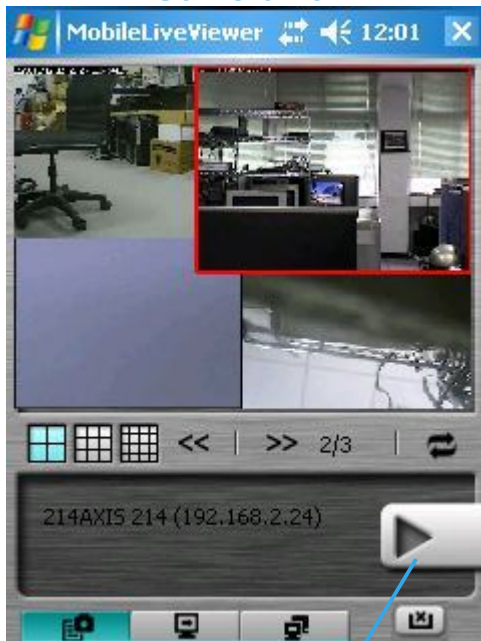 MobileLiveViewer 12:01
<< | >> 2/3 |
214AXIS 214 (192.168.2.24)